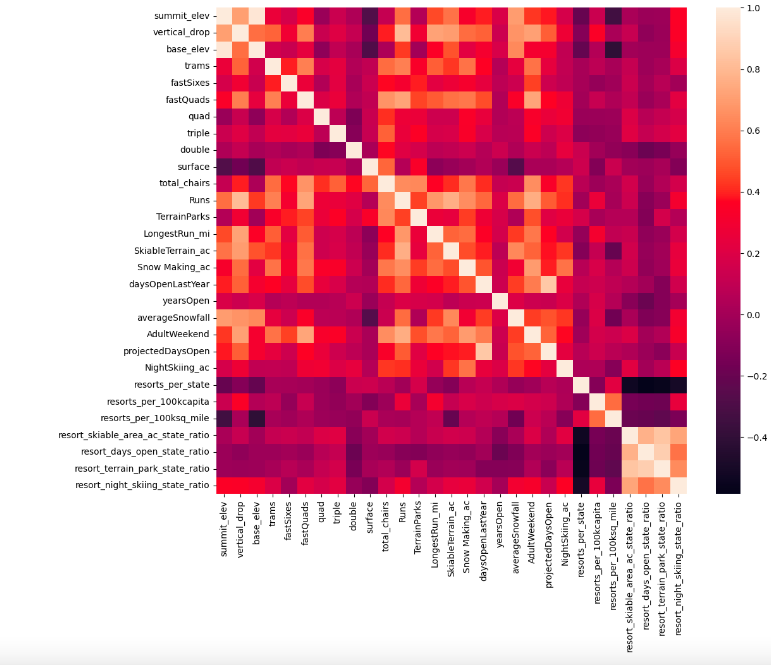 summit_elev
vertical_drop
base_elev
trams
fastSixes
fastQuads
quad
triple
double
surface
total_chairs
Runs
TerrainParks
LongestRun_mi
SkiableTerrain_ac
Snow Making_ac
daysOpenLastYear
yearsOpen
averageSnowfall
AdultWeekend
projectedDaysOpen
NightSkiing_ac
resorts_per_state
resorts_per_100kcapita
resorts_per_100ksq_mile
resort_skiable_area_ac_state_ratio
resort_days_open_state_ratio
resort_terrain_park_state_ratio
resort_night_skiing_state_ratio
summit_elev
vertical_drop
base_elev
trams
fastSixes
fastQuads
quad
triple
double
surface
total_chairs
Runs
TerrainParks
LongestRun_mi
SkiableTerrain_ac
Snow Making_ac
daysOpenLastYear
yearsOpen
averageSnowfall
AdultWeekend
projectedDaysOpen
NightSkiing_ac
resorts_per_state
resorts_per_100kcapita
resorts_per_100ksq_mile
resort_skiable_area_ac_state_ratio
resort_days_open_state_ratio
resort_terrain_park_state_ratio
resort_night_skiing_state_ratio
1.0
0.8
0.6
0.4
0.2
0.0
−0.2
−0.4